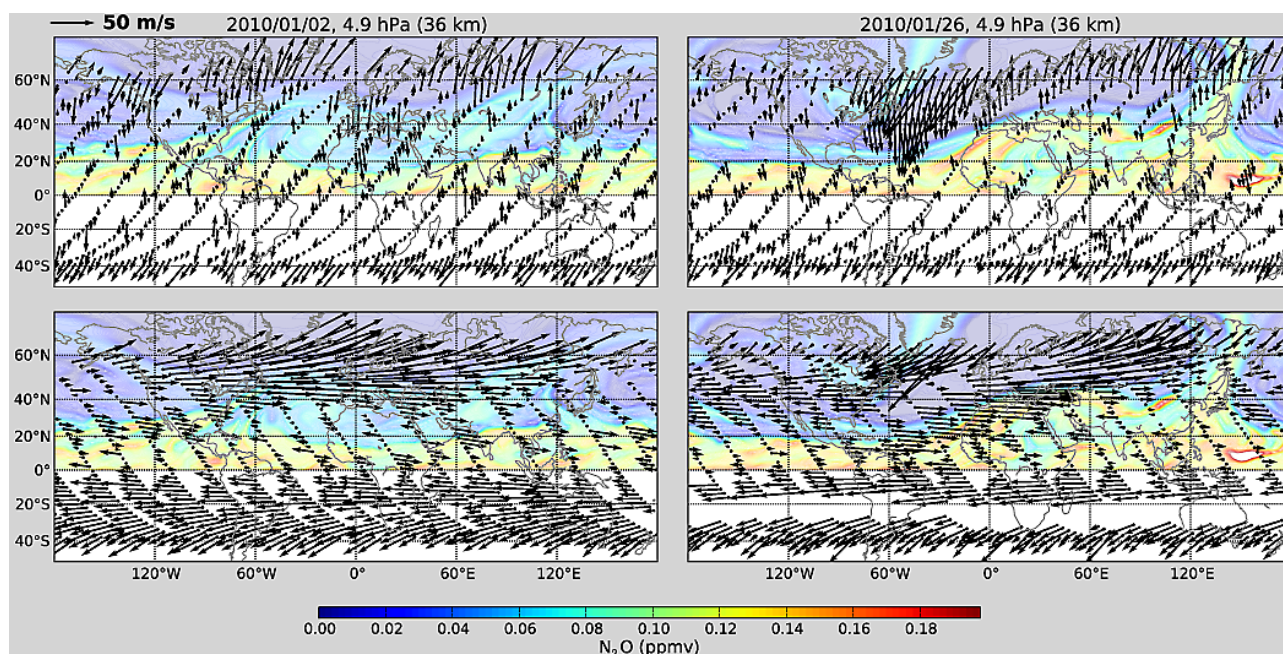 50 m/s
2010/01/02, 4.9 hPa (36 km)
2010/01/26, 4.9 hPa (36 km)
60°N
40°N
20°N
0°
20°S
40°S
60°N
40°N
20°N
0°
20°S
40°S
120°W 60°W 0° 60°E 120°E
120°W 60°W 0° 60°E 120°E
0.00 0.02 0.04 0.06 0.08 0.10 0.12 0.14 0.16 0.18
N₂O (ppmv)